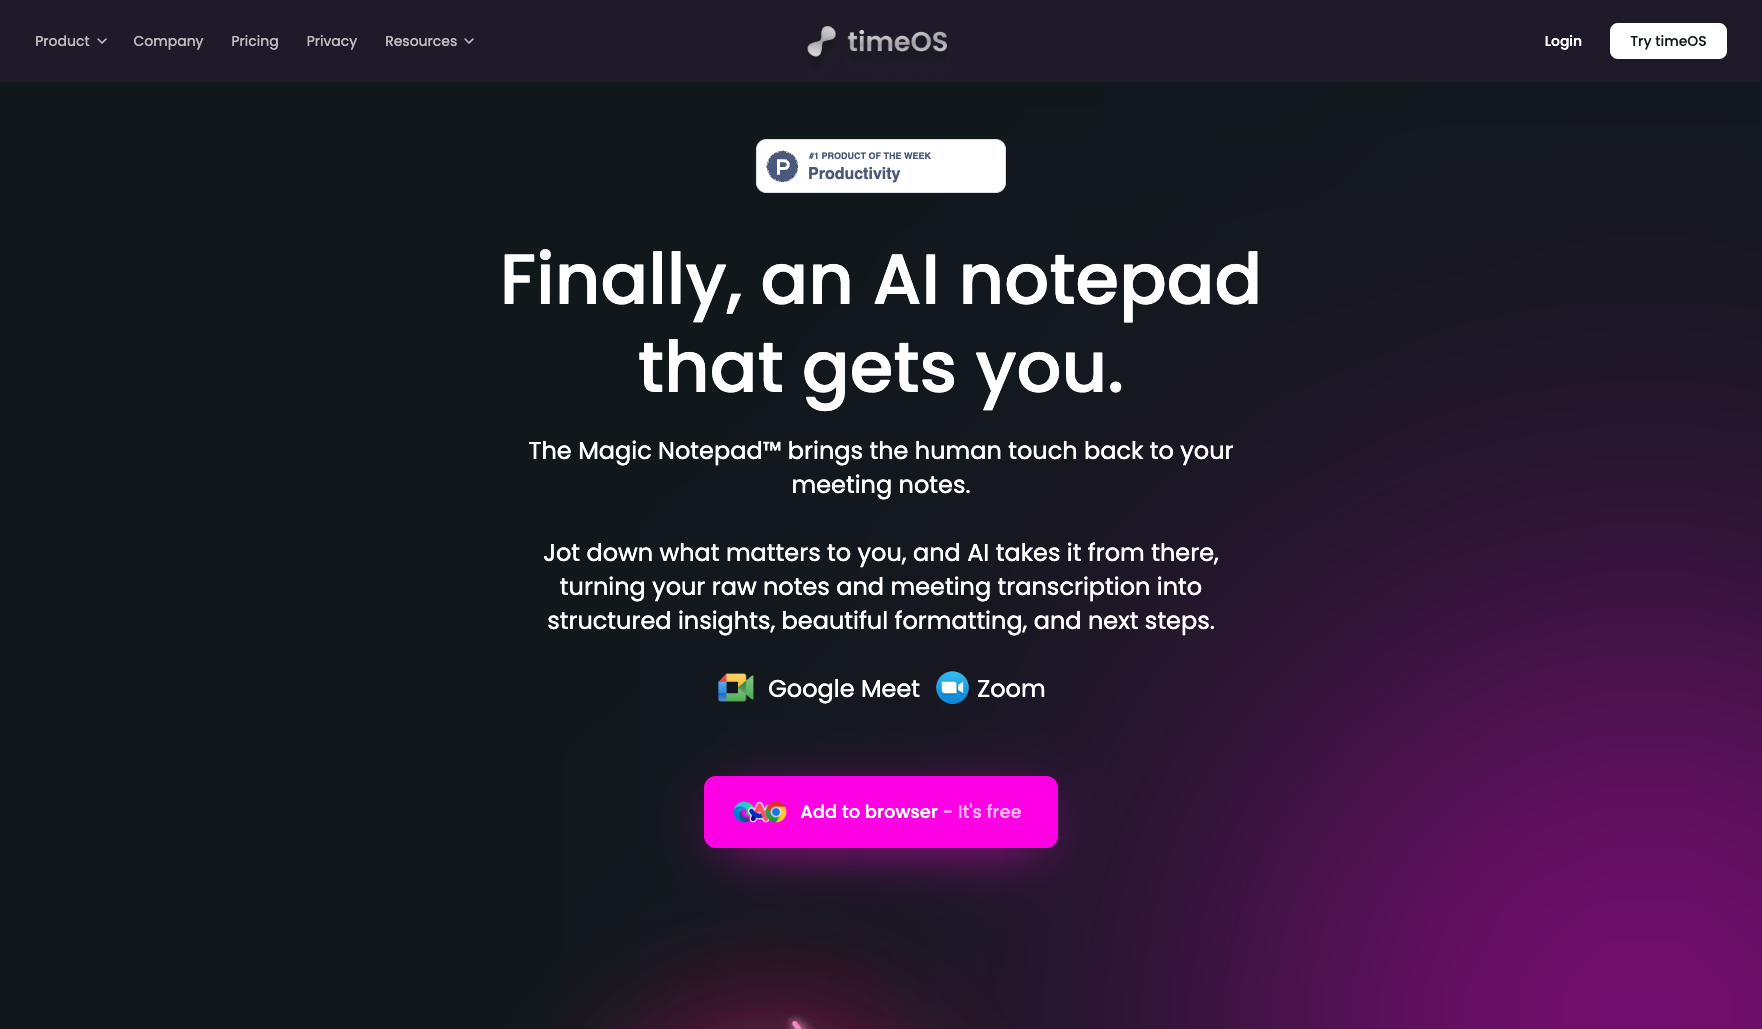 Product
Company
Pricing
Privacy
Resources
timeOS
Login
Try timeOS
P
#1 PRODUCT OF THE WEEK
Productivity
Finally, an AI notepad
that gets you.
The Magic Notepad™ brings the human touch back to your
meeting notes.
Jot down what matters to you, and AI takes it from there,
turning your raw notes and meeting transcription into
structured insights, beautiful formatting, and next steps.
Google Meet
Zoom
Add to browser - It's free